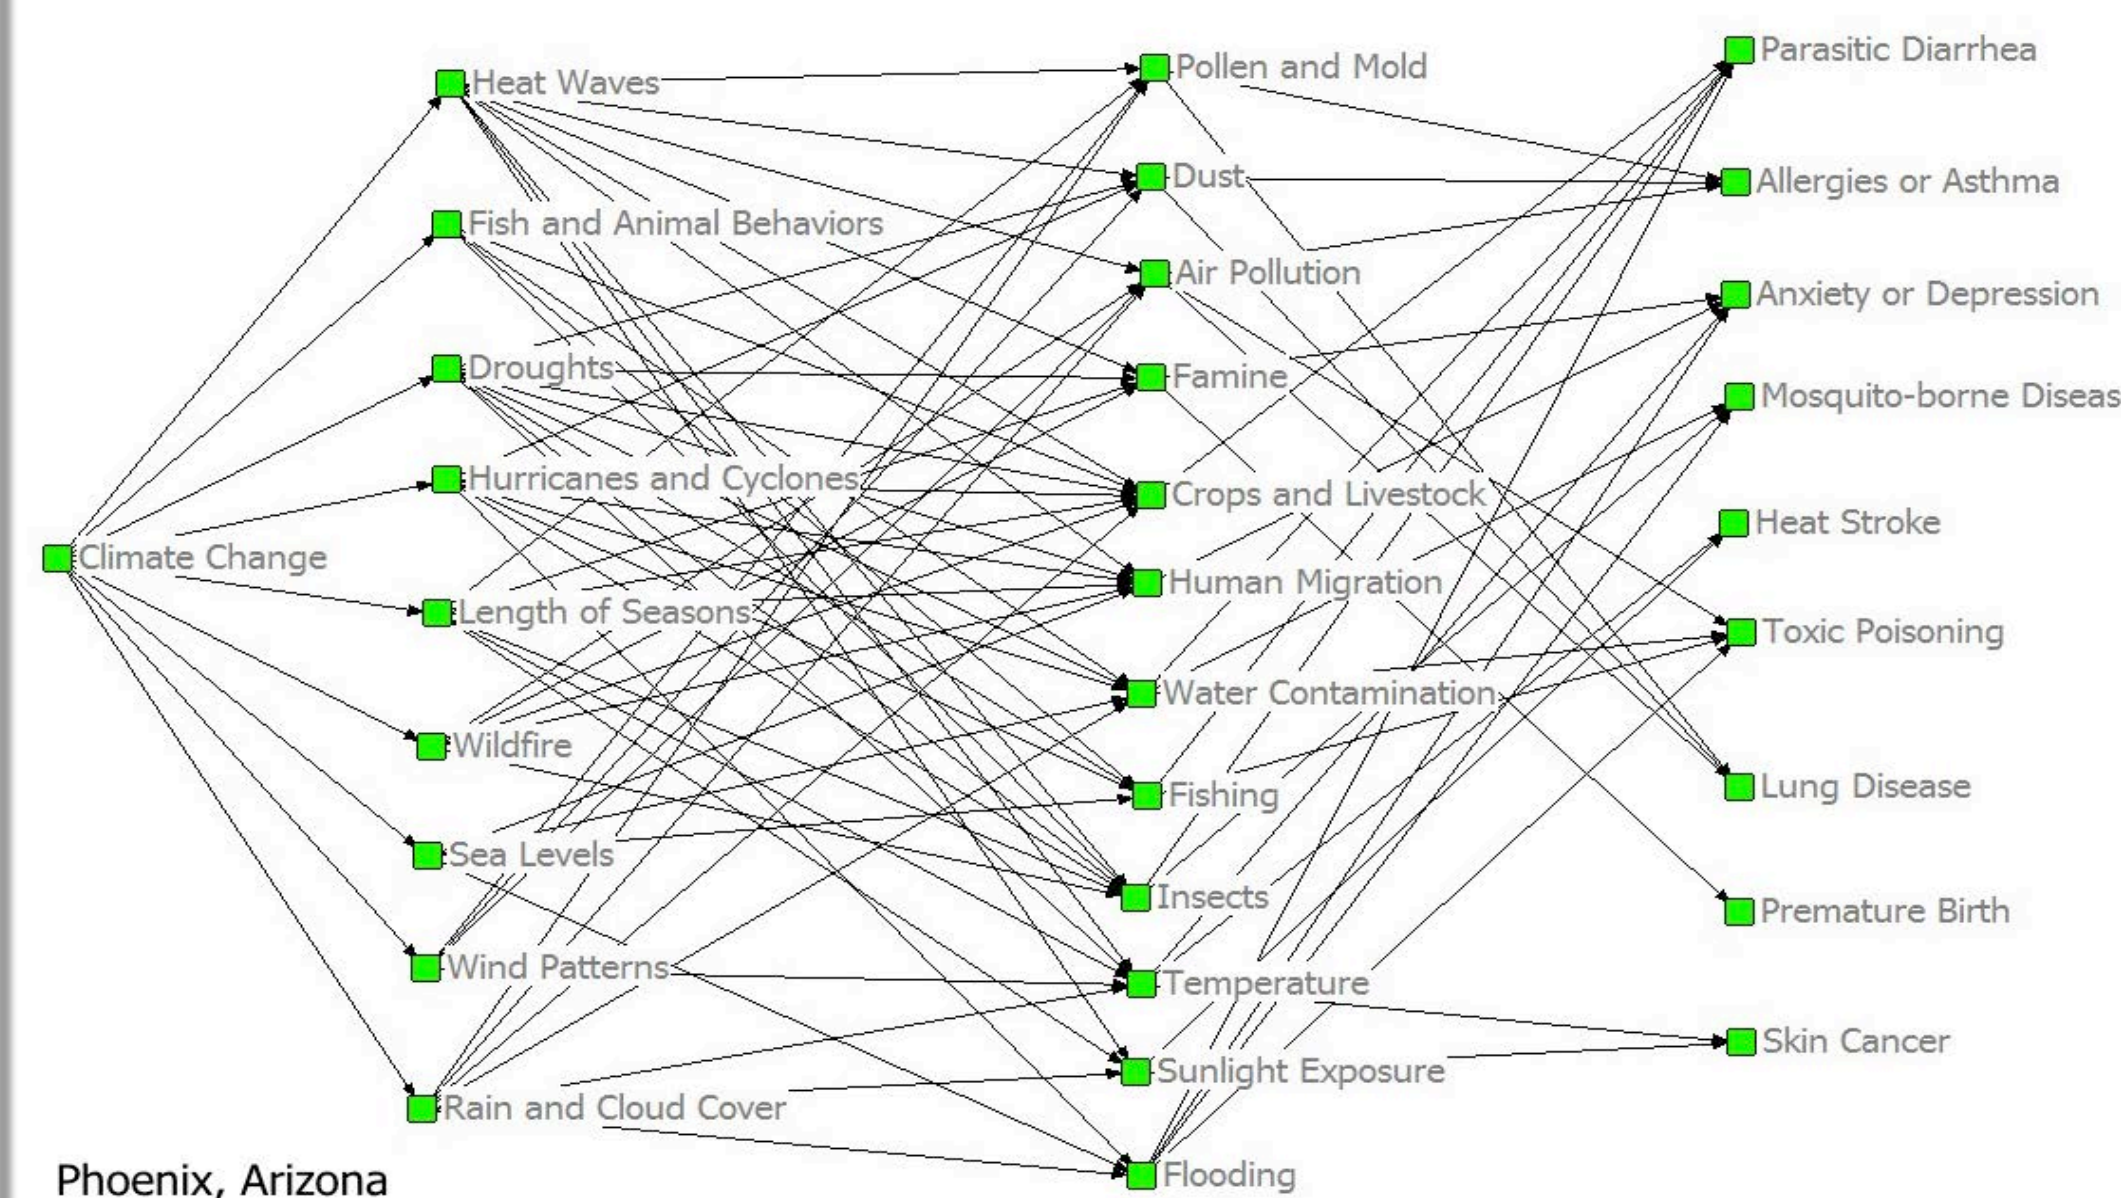 Climate Change
Heat Waves
Fish and Animal Behaviors
Droughts
Hurricanes and Cyclones
Length of Seasons
Wildfire
Sea Levels
Wind Patterns
Rain and Cloud Cover
Pollen and Mold
Dust
Air Pollution
Famine
Crops and Livestock
Human Migration
Water Contamination
Fishing
Insects
Temperature
Sunlight Exposure
Flooding
Parasitic Diarrhea
Allergies or Asthma
Anxiety or Depression
Mosquito-borne Diseas
Heat Stroke
Toxic Poisoning
Lung Disease
Premature Birth
Skin Cancer
Phoenix, Arizona